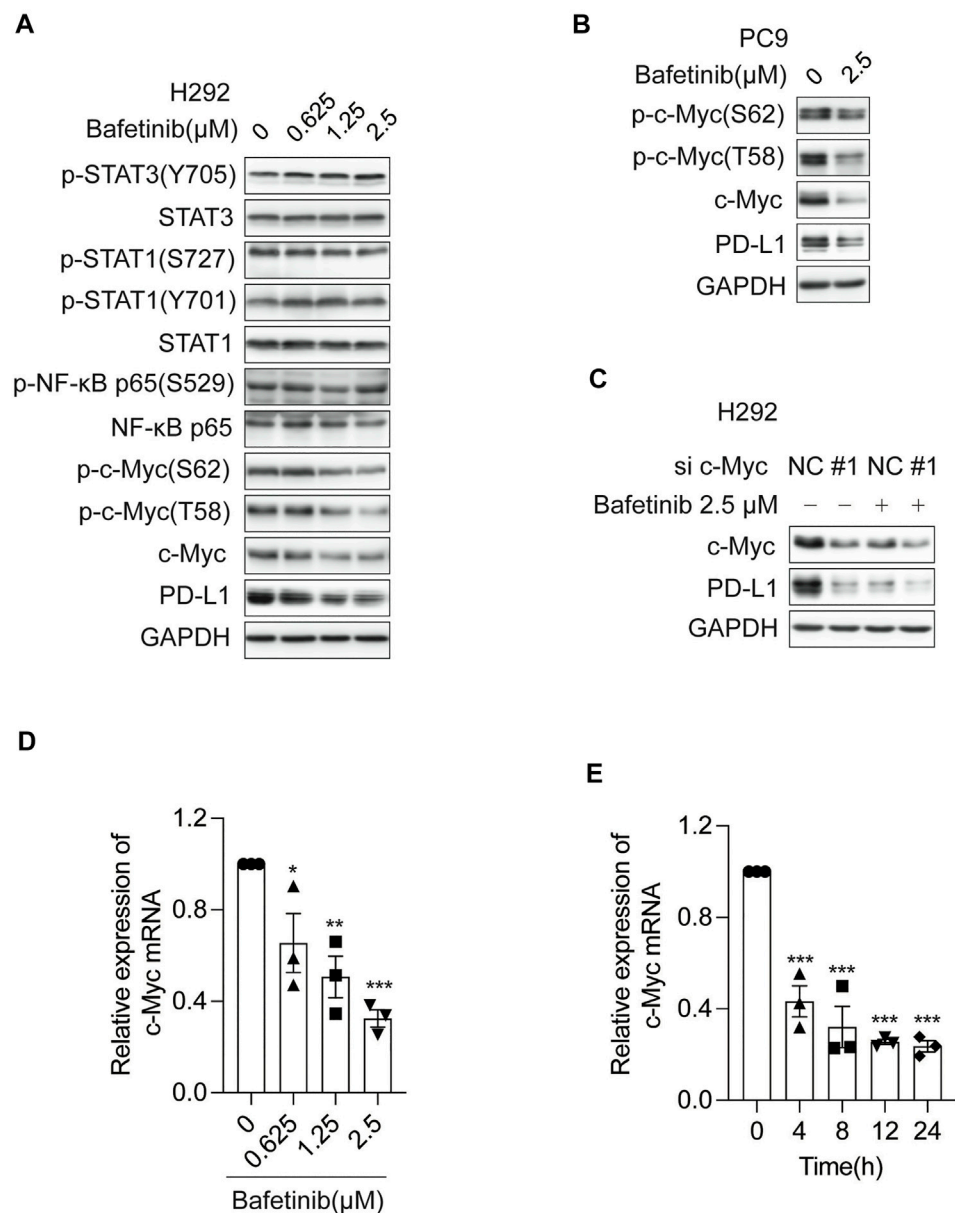 A
H292
Bafetinib(µM) 0 0.625 1.25 2.5
p-STAT3(Y705)
STAT3
p-STAT1(S727)
p-STAT1(Y701)
STAT1
p-NF-κB p65(S529)
NF-κB p65
p-c-Myc(S62)
p-c-Myc(T58)
c-Myc
PD-L1
GAPDH
B
PC9
Bafetinib(µM) 0 2.5
p-c-Myc(S62)
p-c-Myc(T58)
c-Myc
PD-L1
GAPDH
C
H292
si c-Myc NC #1 NC #1
Bafetinib 2.5 µM − − + +
c-Myc
PD-L1
GAPDH
D
Relative expression of
c-Myc mRNA
1.2
0.8
0.4
0.0
* ** ***
0 0.625 1.25 2.5
Bafetinib(µM)
E
Relative expression of
c-Myc mRNA
1.2
0.8
0.4
0.0
*** *** *** ***
0 4 8 12 24
Time(h)